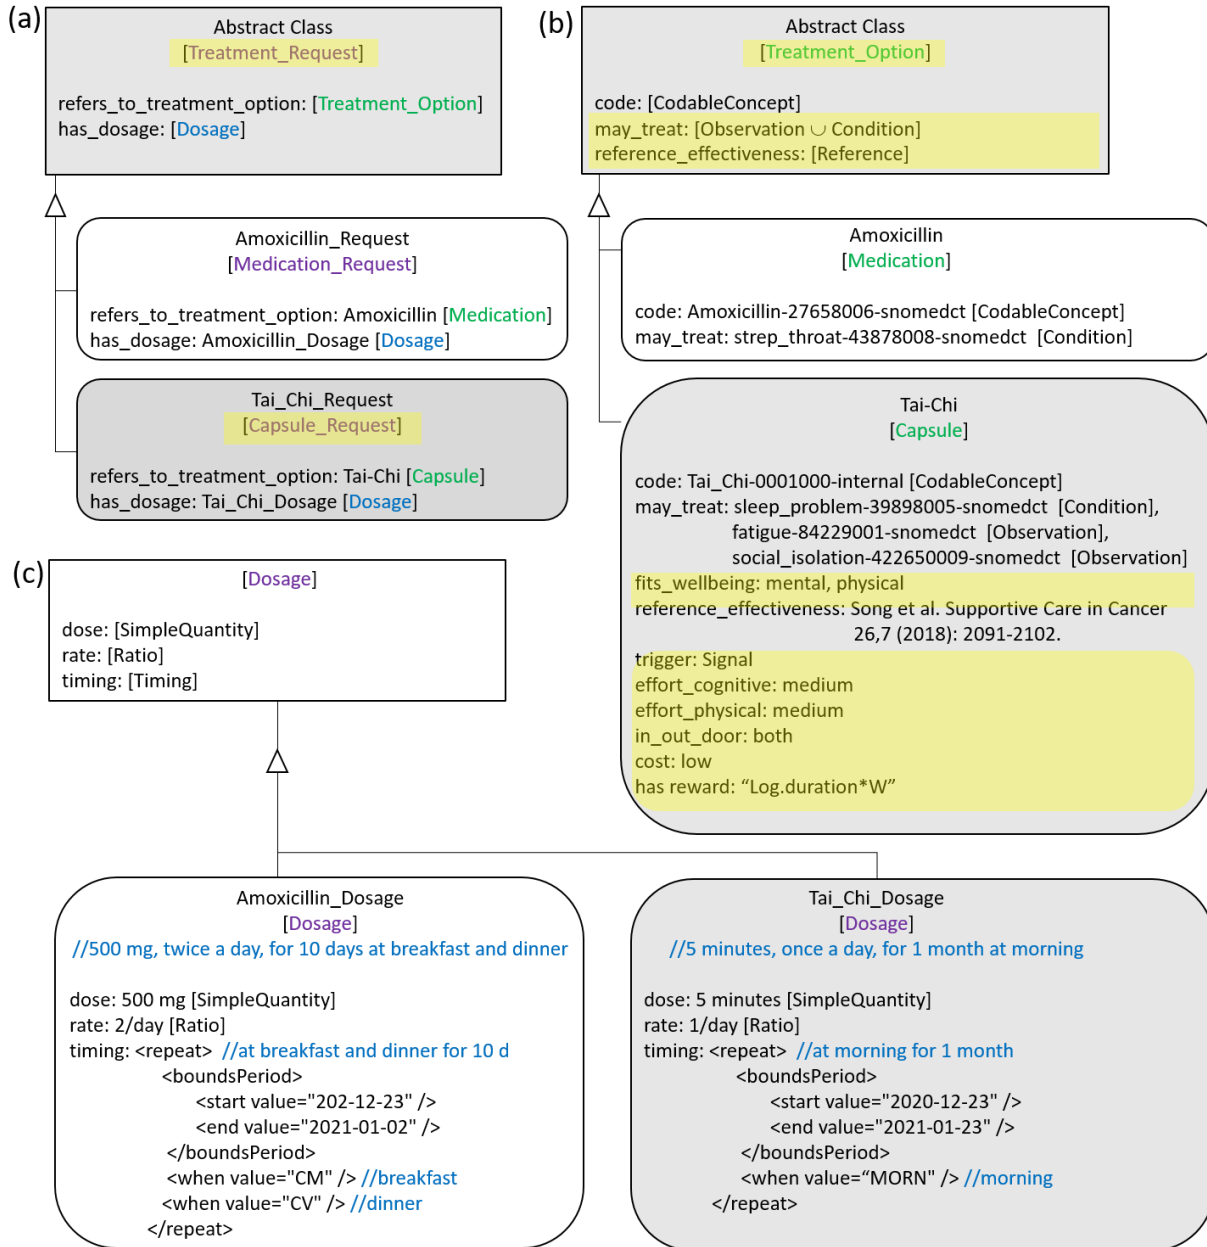 (a)
Abstract Class
[Treatment_Request]
refers_to_treatment_option: [Treatment_Option]
has_dosage: [Dosage]
Amoxicillin_Request
[Medication_Request]
refers_to_treatment_option: Amoxicillin [Medication]
has_dosage: Amoxicillin_Dosage [Dosage]
Tai_Chi_Request
[Capsule_Request]
refers_to_treatment_option: Tai-Chi [Capsule]
has_dosage: Tai_Chi_Dosage [Dosage]
(b)
Abstract Class
[Treatment_Option]
code: [CodableConcept]
may_treat: [Observation ∪ Condition]
reference_effectiveness: [Reference]
Amoxicillin
[Medication]
code: Amoxicillin-27658006-snomedct [CodableConcept]
may_treat: strep_throat-43878008-snomedct [Condition]
Tai-Chi
[Capsule]
code: Tai_Chi-0001000-internal [CodableConcept]
may_treat: sleep_problem-39898005-snomedct [Condition],
fatigue-84229001-snomedct [Observation],
social_isolation-422650009-snomedct [Observation]
fits_wellbeing: mental, physical
reference_effectiveness: Song et al. Supportive Care in Cancer
26,7 (2018): 2091-2102.
trigger: Signal
effort_cognitive: medium
effort_physical: medium
in_out_door: both
cost: low
has reward: “Log.duration*W”
(c)
[Dosage]
dose: [SimpleQuantity]
rate: [Ratio]
timing: [Timing]
Amoxicillin_Dosage
[Dosage]
//500 mg, twice a day, for 10 days at breakfast and dinner
dose: 500 mg [SimpleQuantity]
rate: 2/day [Ratio]
timing: <repeat> //at breakfast and dinner for 10 d
<boundsPeriod>
<start value="202-12-23" />
<end value="2021-01-02" />
</boundsPeriod>
<when value="CM" /> //breakfast
<when value="CV" /> //dinner
</repeat>
Tai_Chi_Dosage
[Dosage]
//5 minutes, once a day, for 1 month at morning
dose: 5 minutes [SimpleQuantity]
rate: 1/day [Ratio]
timing: <repeat> //at morning for 1 month
<boundsPeriod>
<start value="2020-12-23" />
<end value="2021-01-23" />
</boundsPeriod>
<when value=“MORN" /> //morning
</repeat>